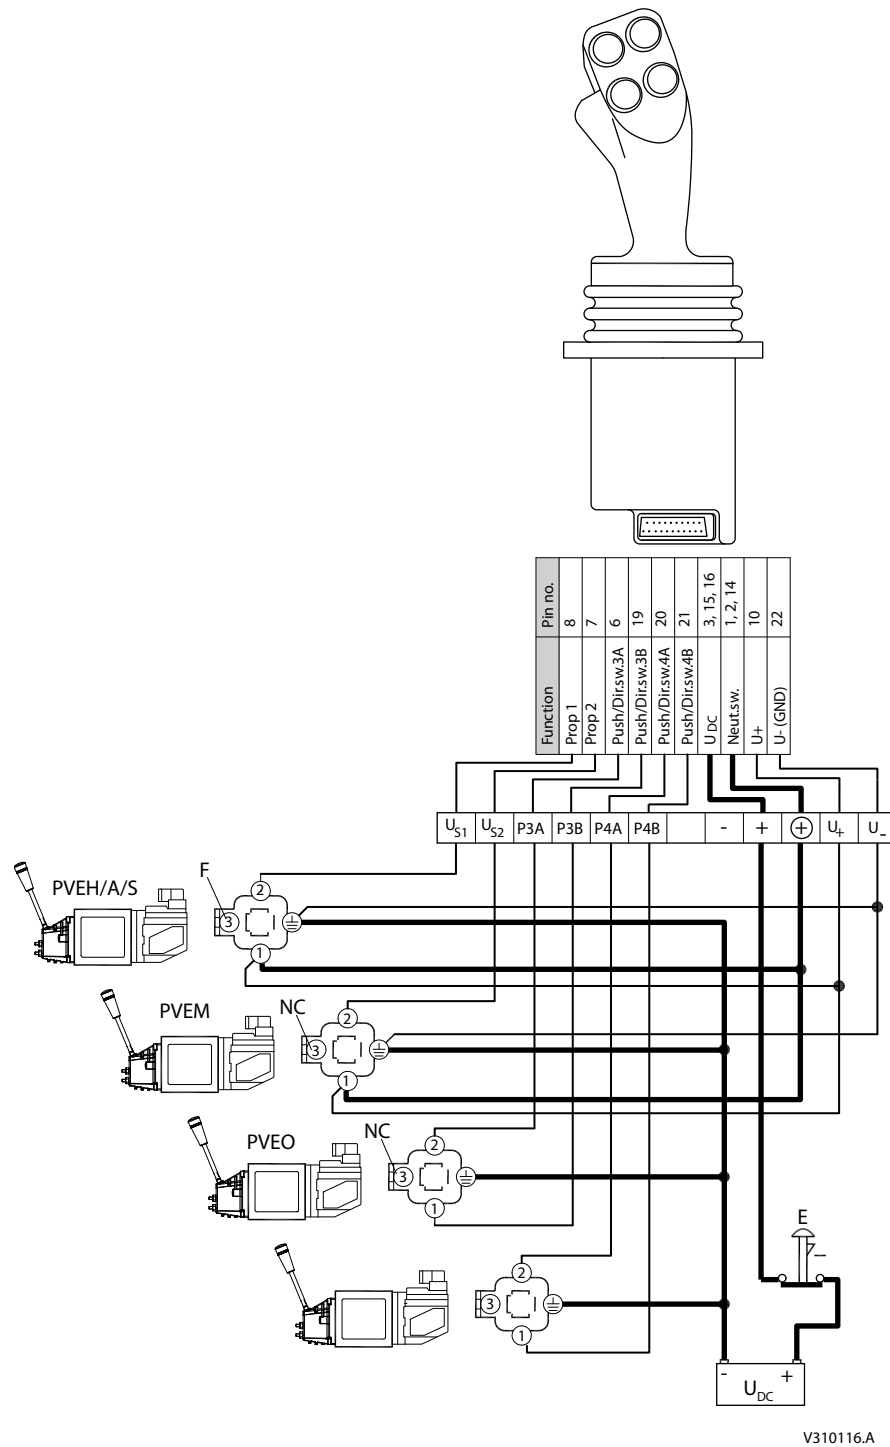 Function Pin no.
Prop 1 8
Prop 2 7
Push/Dir.sw.3A 6
Push/Dir.sw.3B 19
Push/Dir.sw.4A 20
Push/Dir.sw.4B 21
UDC 3, 15, 16
Neut.sw. 1, 2, 14
U+ 10
U- (GND) 22
US1 US2 P3A P3B P4A P4B - + + U+ U-
PVEH/A/S
F
2
3
1
PVEM
NC
2
3
1
PVEO
NC
2
3
1
E
2
3
1
- +
UDC
V310116.A